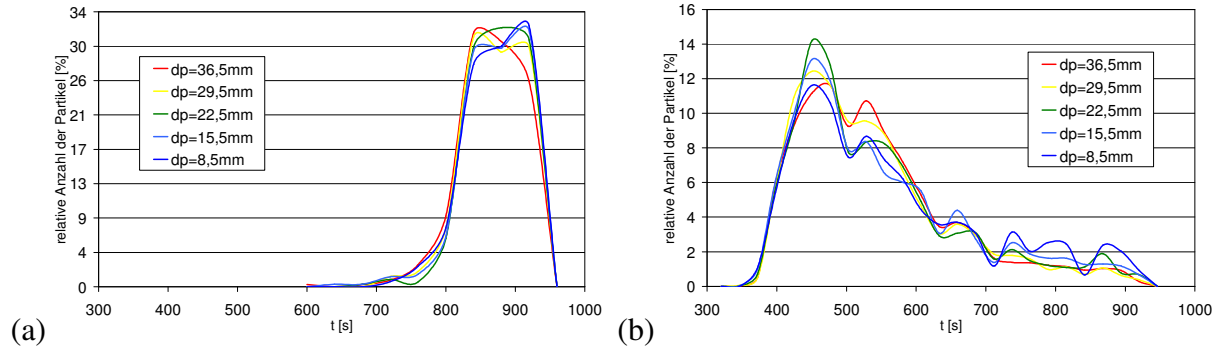 relative Anzahl der Partikel [%]
34
30
26
21
17
13
9
4
0
dp=36,5mm
dp=29,5mm
dp=22,5mm
dp=15,5mm
dp=8,5mm
300 400 500 600 700 800 900 1000
t [s]
(a)
relative Anzahl der Partikel [%]
16
14
12
10
8
6
4
2
0
dp=36,5mm
dp=29,5mm
dp=22,5mm
dp=15,5mm
dp=8,5mm
300 400 500 600 700 800 900 1000
t [s]
(b)